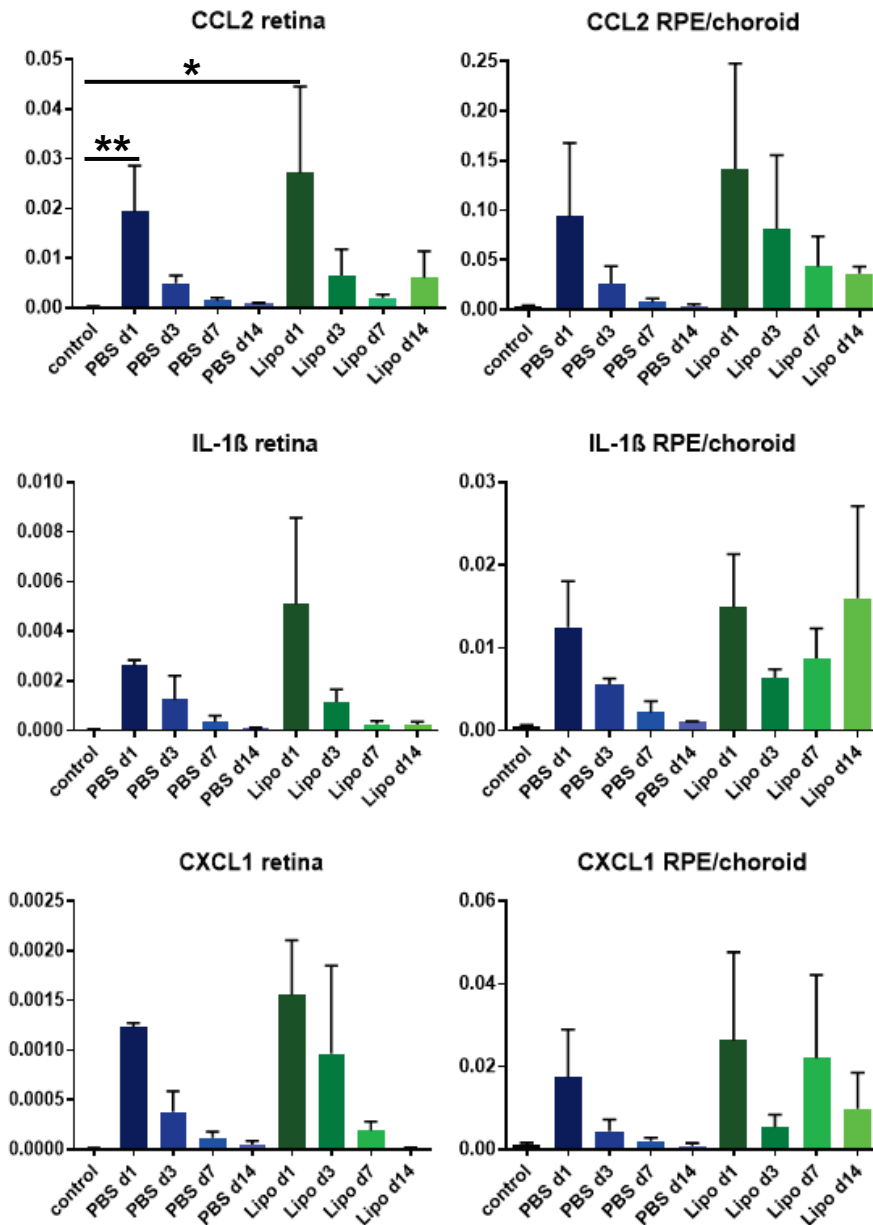 CCL2 retina
0.05
0.04
0.03
0.02
0.01
0.00
*
**
control
PBS d1
PBS d3
PBS d7
PBS d14
Lipo d1
Lipo d3
Lipo d7
Lipo d14
CCL2 RPE/choroid
0.25
0.20
0.15
0.10
0.05
0.00
control
PBS d1
PBS d3
PBS d7
PBS d14
Lipo d1
Lipo d3
Lipo d7
Lipo d14
IL-1ß retina
0.010
0.008
0.006
0.004
0.002
0.000
control
PBS d1
PBS d3
PBS d7
PBS d14
Lipo d1
Lipo d3
Lipo d7
Lipo d14
IL-1ß RPE/choroid
0.03
0.02
0.01
0.00
control
PBS d1
PBS d3
PBS d7
PBS d14
Lipo d1
Lipo d3
Lipo d7
Lipo d14
CXCL1 retina
0.0025
0.0020
0.0015
0.0010
0.0005
0.0000
control
PBS d1
PBS d3
PBS d7
PBS d14
Lipo d1
Lipo d3
Lipo d7
Lipo d14
CXCL1 RPE/choroid
0.06
0.04
0.02
0.00
control
PBS d1
PBS d3
PBS d7
PBS d14
Lipo d1
Lipo d3
Lipo d7
Lipo d14